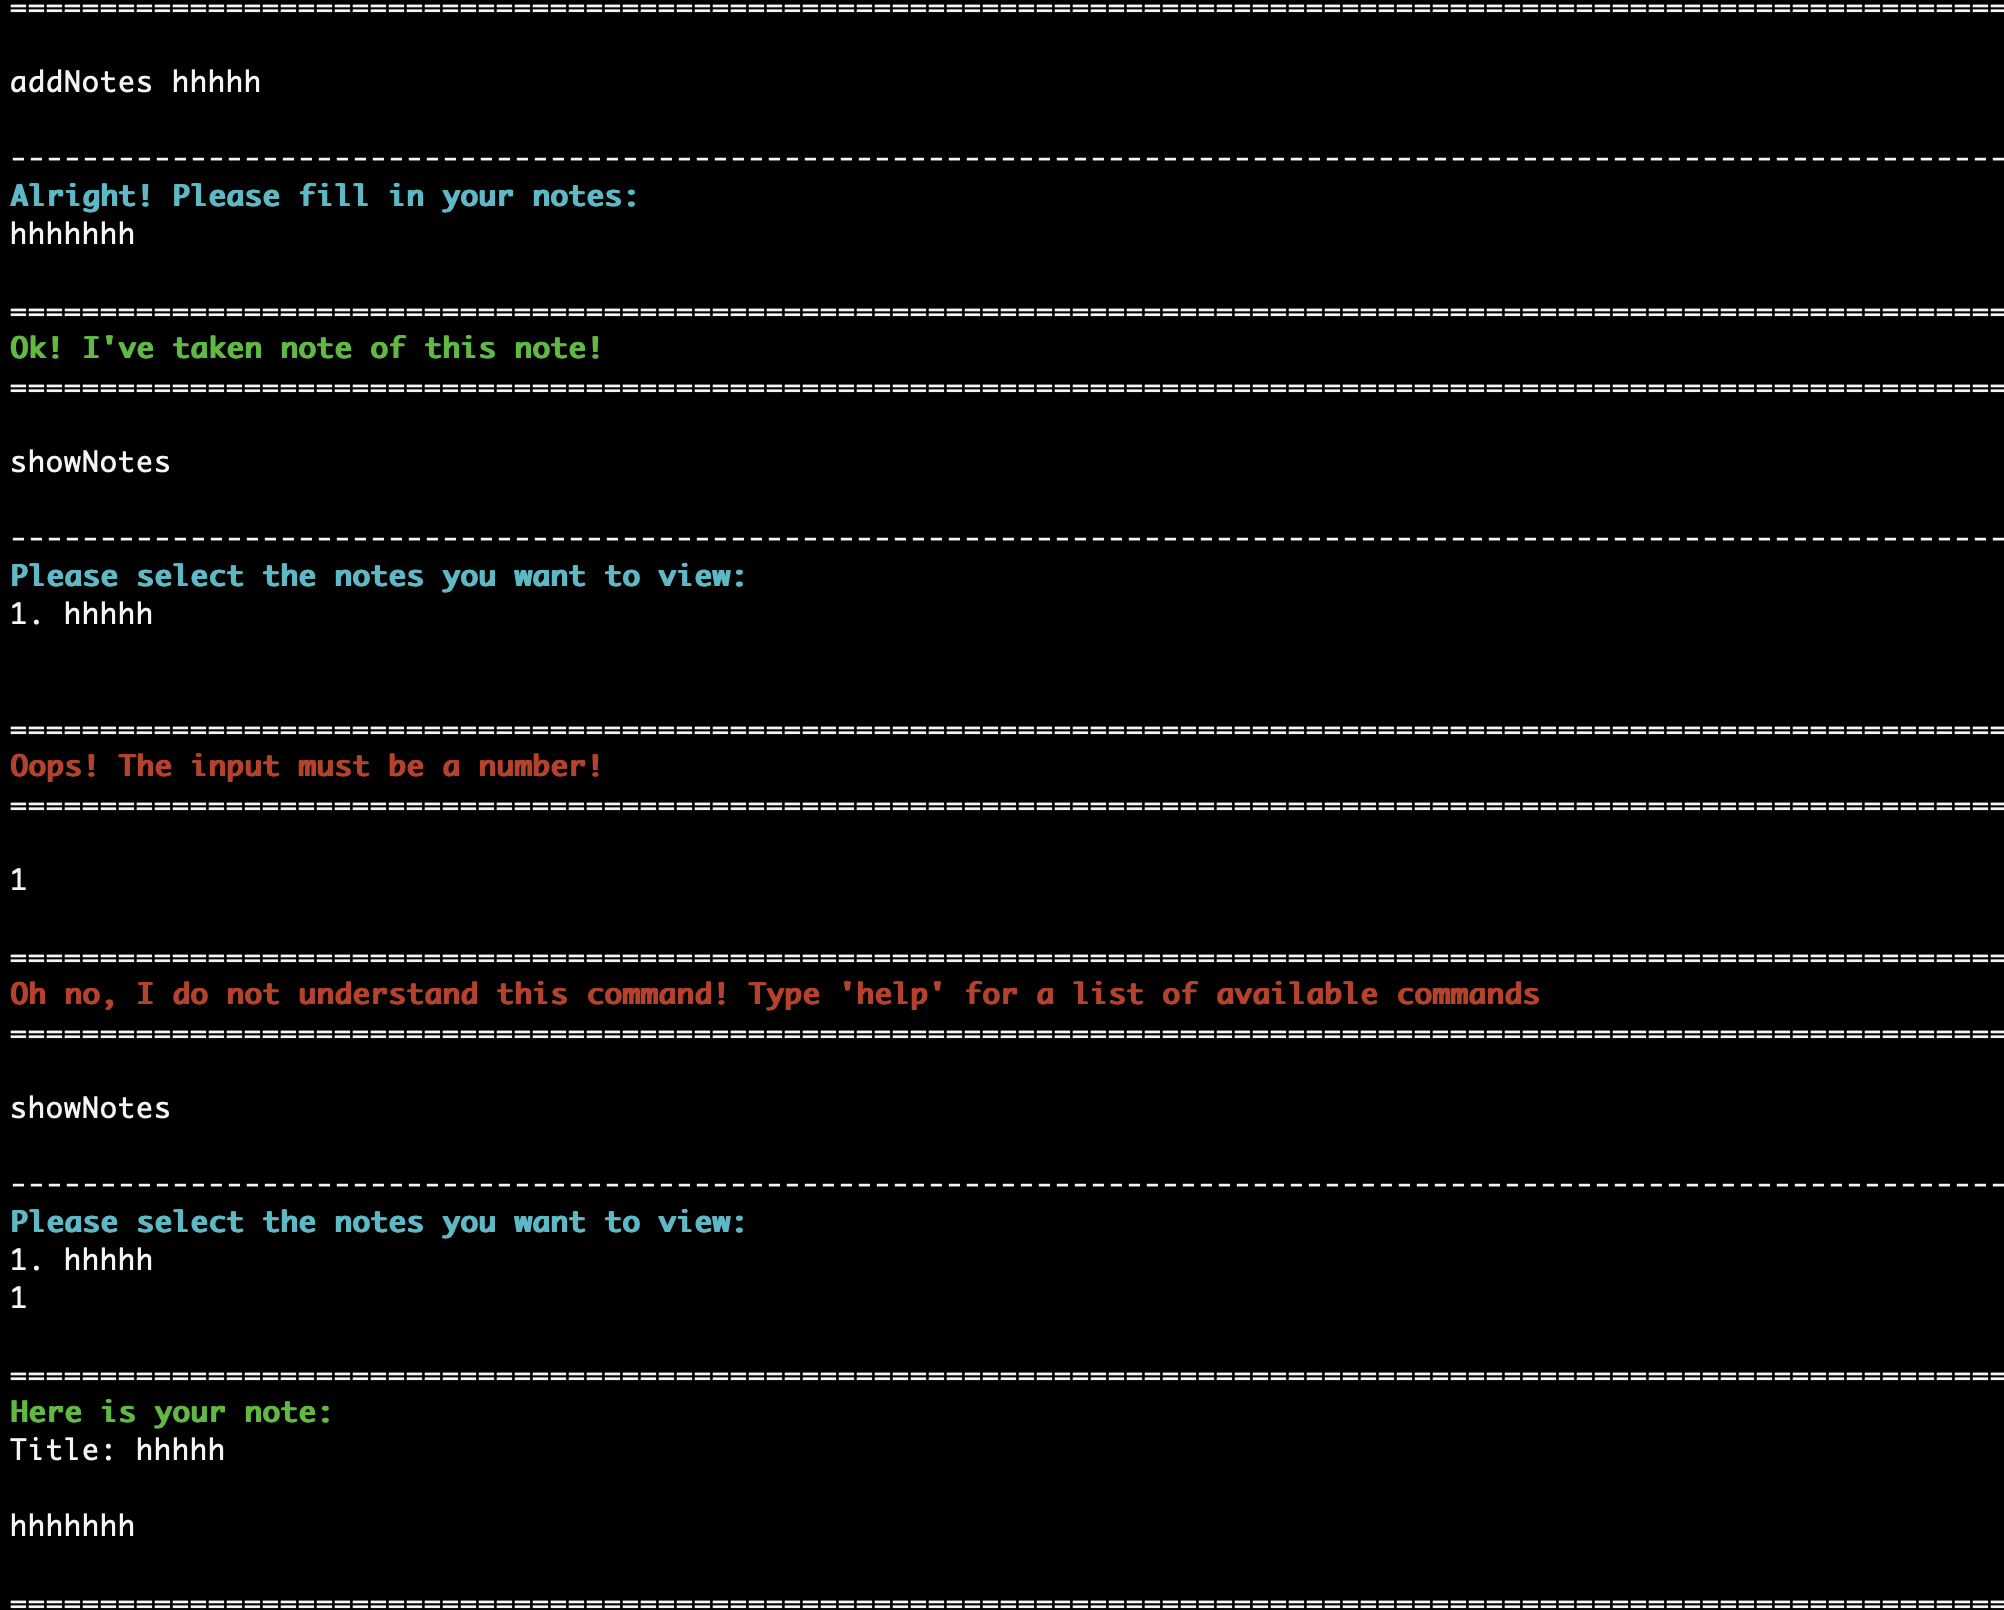 ================================================================================================================
addNotes hhhhh
---------------------------------------------------------------------------------------------------------------
Alright! Please fill in your notes:
hhhhhhh
================================================================================================================
Ok! I've taken note of this note!
================================================================================================================
showNotes
---------------------------------------------------------------------------------------------------------------
Please select the notes you want to view:
1. hhhhh
================================================================================================================
Oops! The input must be a number!
================================================================================================================
1
================================================================================================================
Oh no, I do not understand this command! Type 'help' for a list of available commands
================================================================================================================
showNotes
---------------------------------------------------------------------------------------------------------------
Please select the notes you want to view:
1. hhhhh
1
================================================================================================================
Here is your note:
Title: hhhhh
hhhhhhh
================================================================================================================